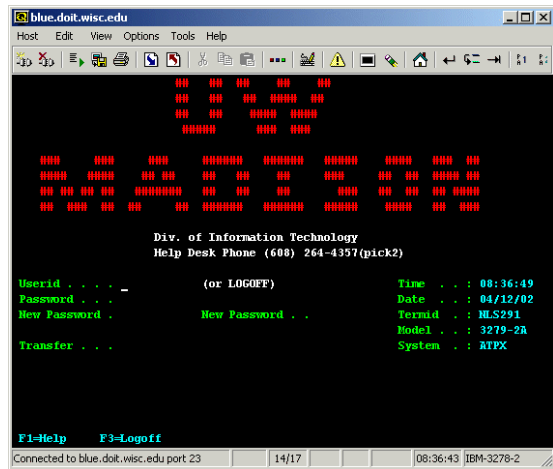 blue.doit.wisc.edu
Host Edit View Options Tools Help
UW
MADISON
Div. of Information Technology
Help Desk Phone (608) 264-4357(pick2)
Userid . . . . _ (or LOGOFF) Time . . : 08:36:49
Password . . . Date . . : 04/12/02
New Password . New Password . . Termid . : NLS291
Model . . : 3279-2A
Transfer . . . System . : ATPX
F1=Help F3=Logoff
Connected to blue.doit.wisc.edu port 23 14/17 08:36:43 IBM-3278-2